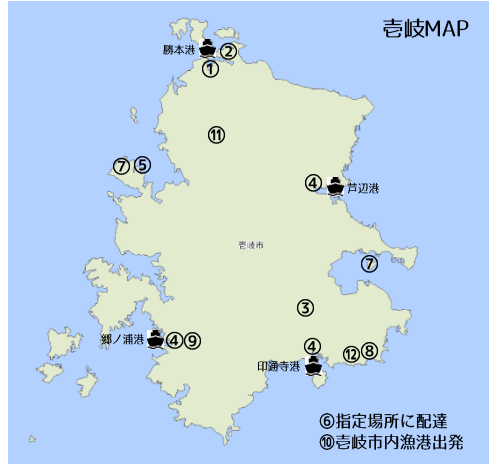 壱岐MAP
勝本港
②
①
⑪
⑦
⑤
④
芦辺港
壱岐市
⑦
③
郷ノ浦港
④
⑨
④
印通寺港
⑫
⑧
⑥指定場所に配達
⑩壱岐市内漁港出発